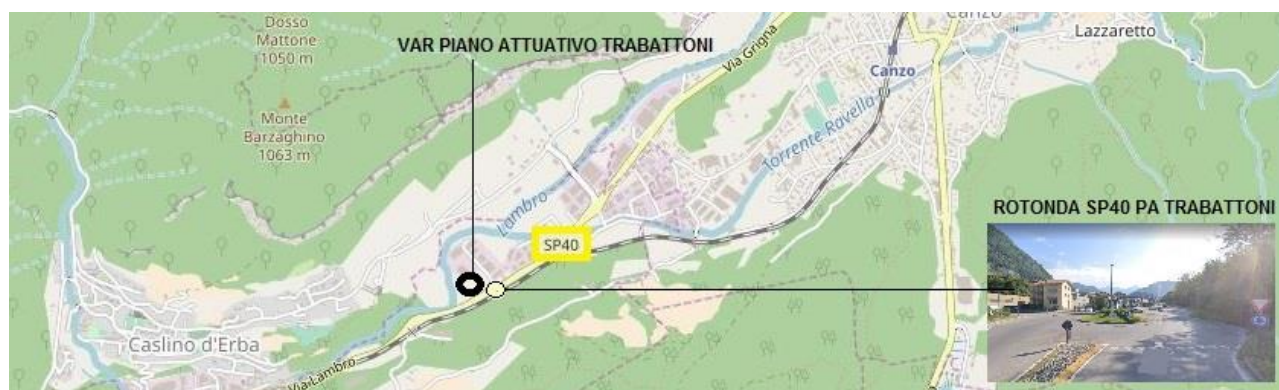 Dosso
Mattone
1050 m
VAR PIANO ATTUATIVO TRABATTONI
Via Grigna
Canzo
Lazzaretto
Canzo
Monte
Barzaghino
1063 m
Torrente Ravella
Lambro
ROTONDA SP40 PA TRABATTONI
SP40
Caslino d'Erba
Via Lambro